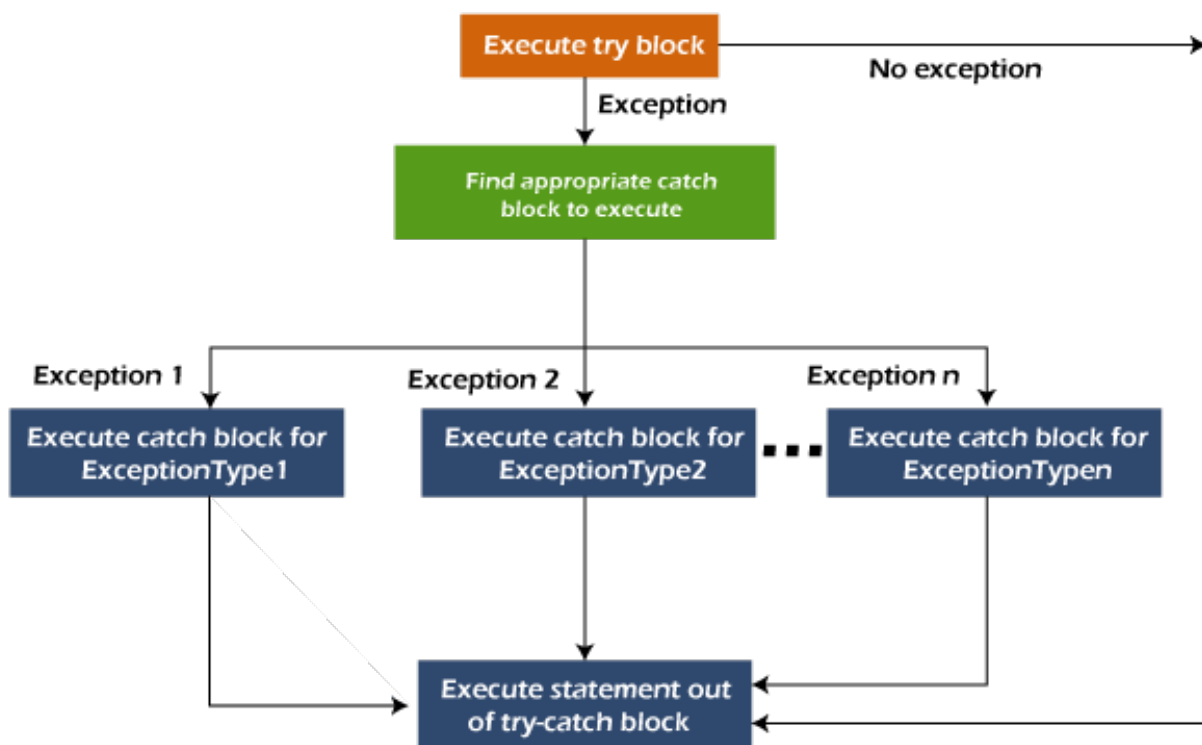 Execute try block
No exception
Exception
Find appropriate catch
block to execute
Exception 1
Exception 2
Exception n
Execute catch block for
ExceptionType1
Execute catch block for
ExceptionType2
Execute catch block for
ExceptionTypen
Execute statement out
of try-catch block